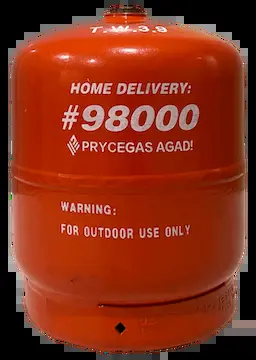 T.W.3.9
HOME DELIVERY:
#98000
PRYCEGAS AGAD!
WARNING:
FOR OUTDOOR USE ONLY